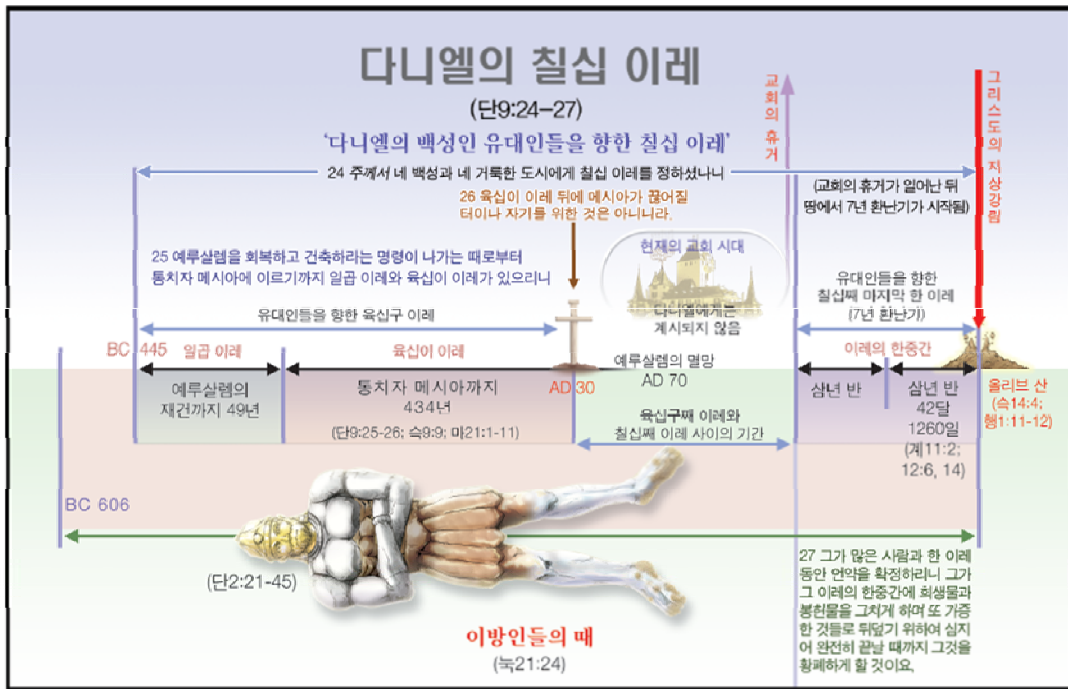 다니엘의 칠십 이레
(단9:24–27)
'다니엘의 백성인 유대인들을 향한 칠십 이레'
24 주께서 네 백성과 네 거룩한 도시에게 칠십 이레를 정하셨나니
26 육십이 이레 뒤에 메시아가 끊어질
터이나 자기를 위한 것은 아니니라.
25 예루살렘을 회복하고 건축하라는 명령이 나가는 때로부터
통치자 메시아에 이르기까지 일곱 이레와 육십이 이레가 있으리니
교회의 휴거
그리스도의 지상강림
(교회의 휴거가 일어난 뒤
땅에서 7년 환난기가 시작됨)
현재의 교회 시대
다니엘에게는
계시되지 않음
유대인들을 향한
칠십째 마지막 한 이레
(7년 환난기)
유대인들을 향한 육십구 이레
BC 445
일곱 이레
육십이 이레
AD 30
예루살렘의 멸망
AD 70
이레의 한중간
예루살렘의
재건까지 49년
통치자 메시아까지
434년
(단9:25-26; 슥9:9; 마21:1-11)
육십구째 이레와
칠십째 이레 사이의 기간
삼년 반
삼년 반
42달
1260일
(계11:2;
12:6, 14)
올리브 산
(슥14:4;
행1:11-12)
BC 606
(단2:21-45)
이방인들의 때
(눅21:24)
27 그가 많은 사람과 한 이레
동안 언약을 확정하리니 그가
그 이레의 한중간에 희생물과
봉헌물을 그치게 하며 또 가증
한 것들로 뒤덮기 위하여 심지
어 완전히 끝날 때까지 그것을
황폐하게 할 것이요,